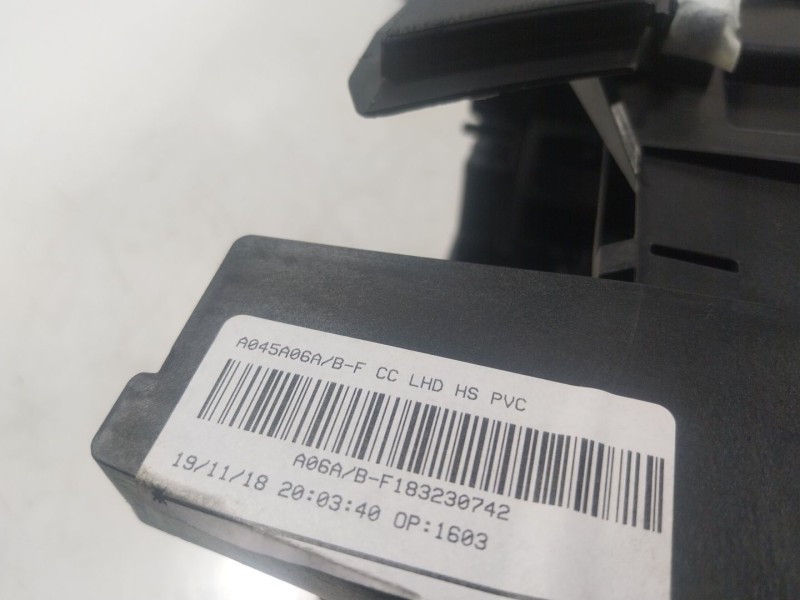 A045A06A/B-F CC LHD HS PVC
A06A/B-F183230742
19/11/18 20:03:40 OP:1603